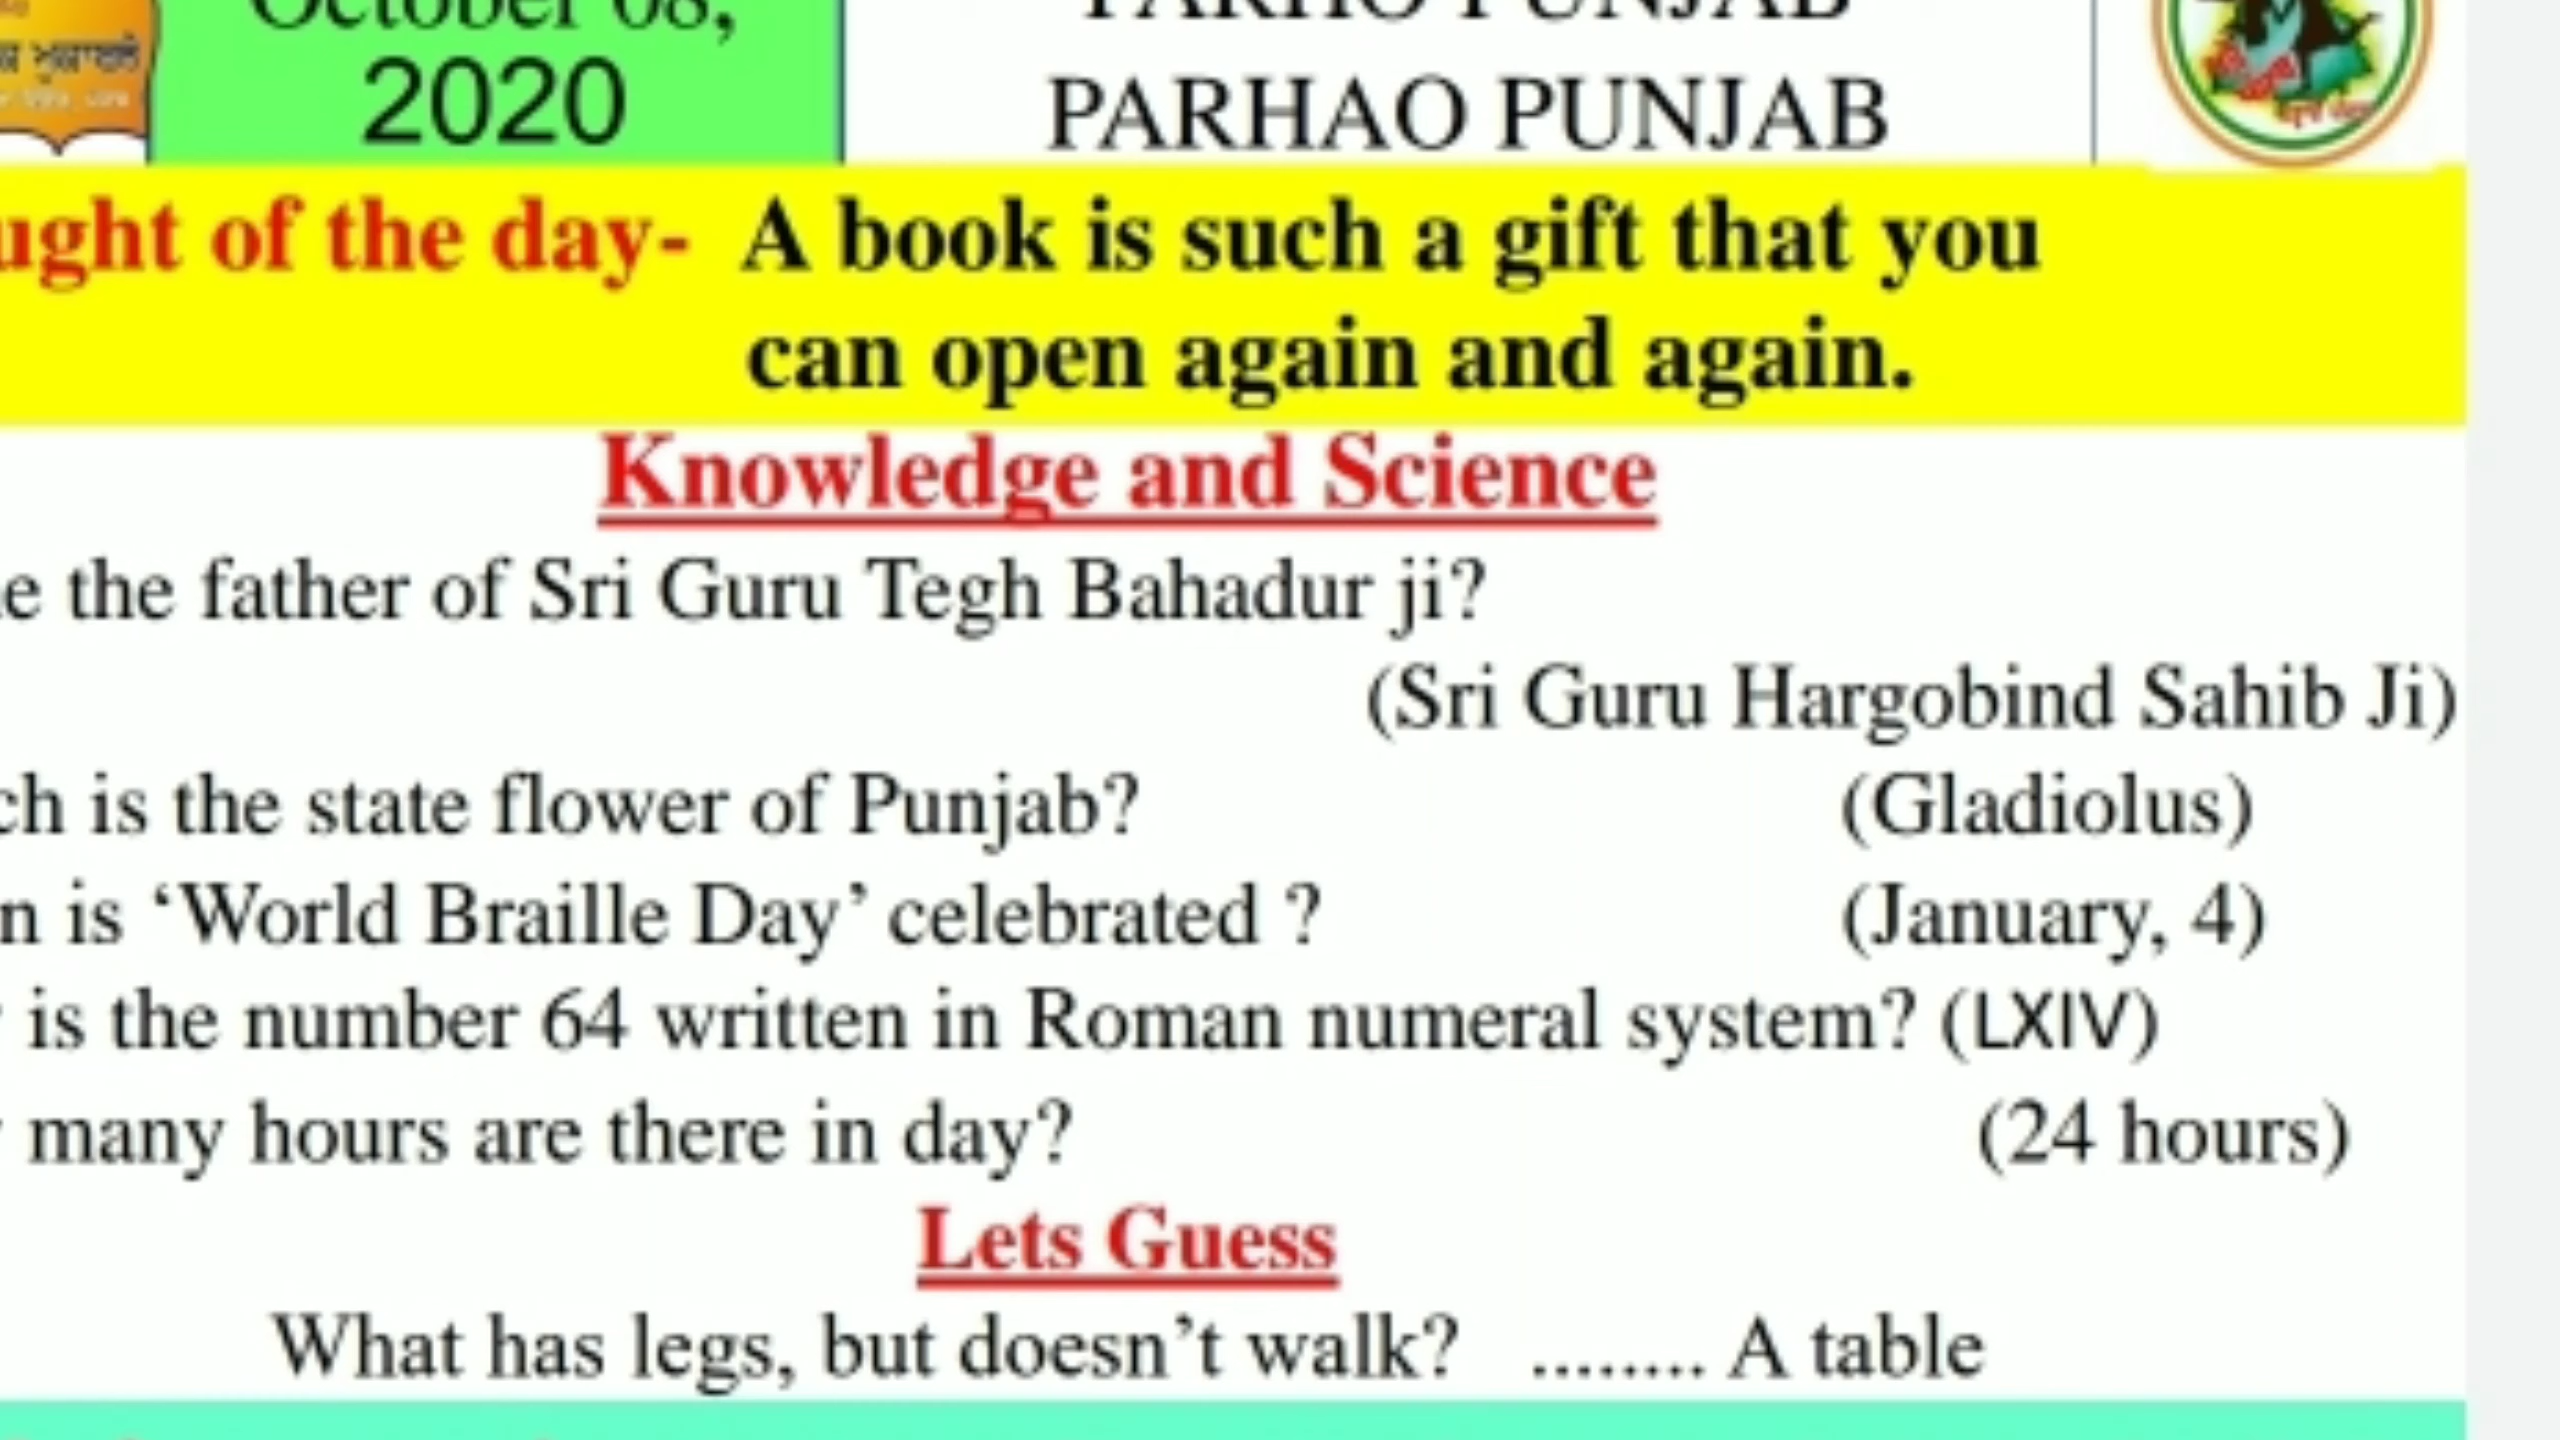 October 08,
2020
PARHO PUNJAB
PARHAO PUNJAB
ught of the day- A book is such a gift that you
can open again and again.
Knowledge and Science
e the father of Sri Guru Tegh Bahadur ji?
(Sri Guru Hargobind Sahib Ji)
ch is the state flower of Punjab? (Gladiolus)
n is ‘World Braille Day’ celebrated ? (January, 4)
is the number 64 written in Roman numeral system? (LXIV)
many hours are there in day? (24 hours)
Lets Guess
What has legs, but doesn’t walk? ........ A table